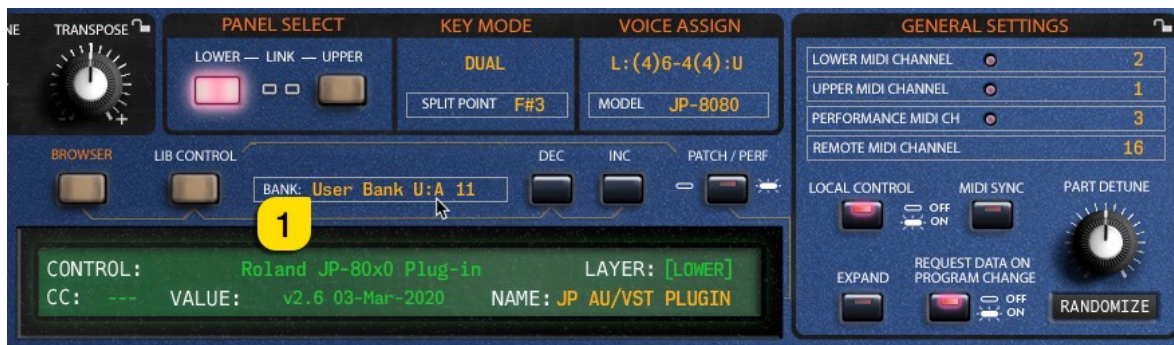 NE
TRANSPOSE
+
PANEL SELECT
LOWER — LINK — UPPER
KEY MODE
DUAL
SPLIT POINT F#3
VOICE ASSIGN
L:(4)6-4(4):U
MODEL JP-8080
GENERAL SETTINGS
LOWER MIDI CHANNEL 2
UPPER MIDI CHANNEL 1
PERFORMANCE MIDI CH 3
REMOTE MIDI CHANNEL 16
BROWSER
LIB CONTROL
BANK: User Bank U:A 11
DEC
INC
PATCH / PERF
1
LOCAL CONTROL
OFF
ON
MIDI SYNC
PART DETUNE
CONTROL: Roland JP-80x0 Plug-in LAYER: [LOWER]
CC: --- VALUE: v2.6 03-Mar-2020 NAME: JP AU/VST PLUGIN
EXPAND
REQUEST DATA ON
PROGRAM CHANGE
OFF
ON
RANDOMIZE